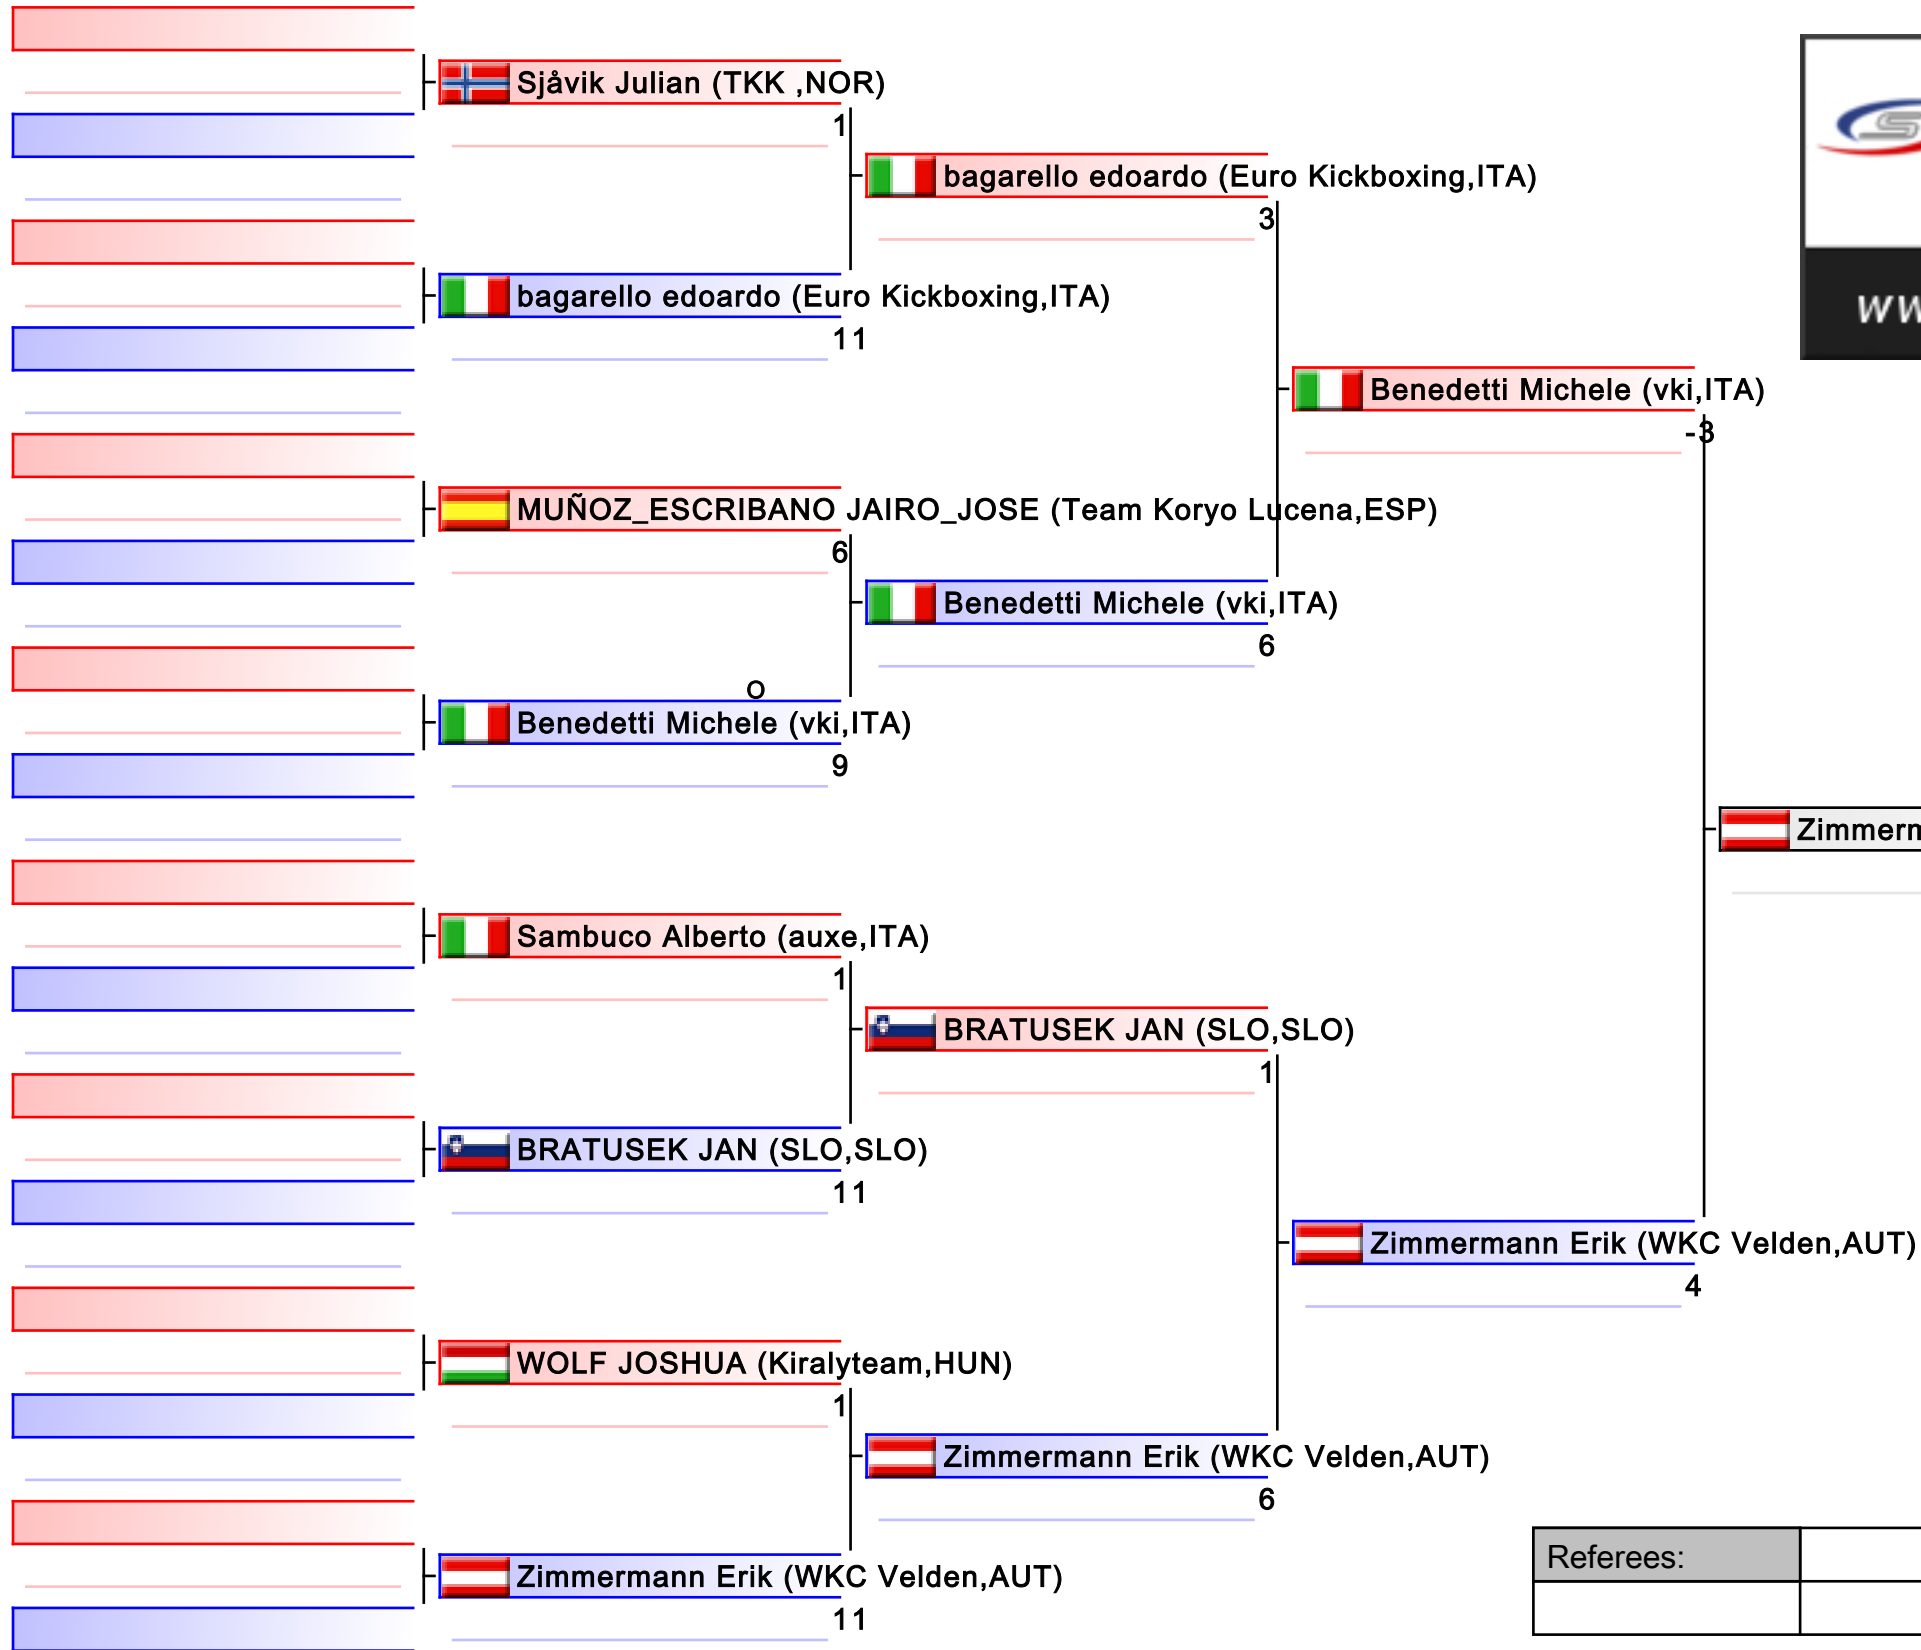 Sjåvik Julian (TKK ,NOR)
1
bagarello edoardo (Euro Kickboxing,ITA)
3
bagarello edoardo (Euro Kickboxing,ITA)
11
Benedetti Michele (vki,ITA)
-3
MUÑOZ_ESCRIBANO JAIRO_JOSE (Team Koryo Lucena,ESP)
6
Benedetti Michele (vki,ITA)
6
o
Benedetti Michele (vki,ITA)
9
Sambuco Alberto (auxe,ITA)
1
BRATUSEK JAN (SLO,SLO)
1
BRATUSEK JAN (SLO,SLO)
11
Zimmermann Erik (WKC Velden,AUT)
4
WOLF JOSHUA (Kiralyteam,HUN)
1
Zimmermann Erik (WKC Velden,AUT)
6
Zimmermann Erik (WKC Velden,AUT)
11
Referees: